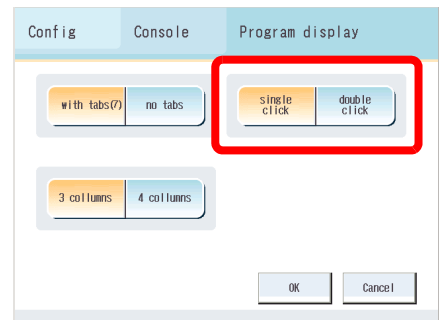 Config Console Program display
with tabs(7) no tabs single click double click
3 collumns 4 collumns
OK Cancel